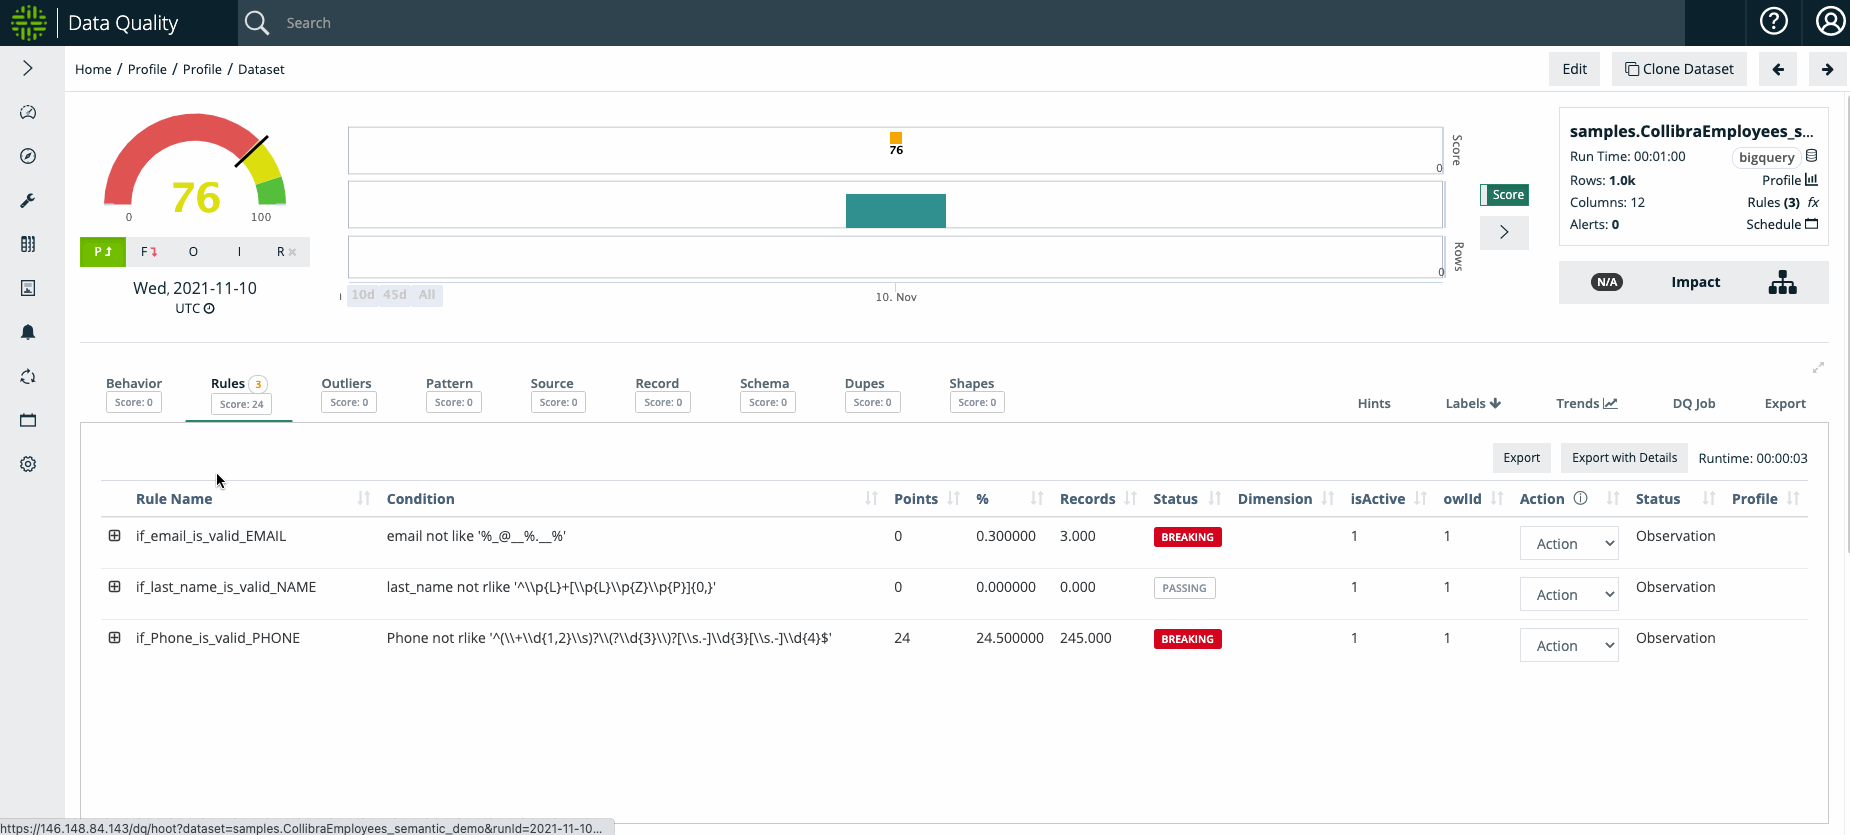 Data Quality
Search
Home / Profile / Profile / Dataset
Edit
Clone Dataset
76
0
100
P
F
O
I
R
Wed, 2021-11-10
UTC
76
Score
0
Rows
0
10d 45d All
10. Nov
Score
samples.CollibraEmployees_s...
Run Time: 00:01:00
bigquery
Rows: 1.0k
Profile
Columns: 12
Rules (3) fx
Alerts: 0
Schedule
N/A
Impact
Behavior
Score: 0
Rules 3
Score: 24
Outliers
Score: 0
Pattern
Score: 0
Source
Score: 0
Record
Score: 0
Schema
Score: 0
Dupes
Score: 0
Shapes
Score: 0
Hints
Labels
Trends
DQ Job
Export
Export
Export with Details
Runtime: 00:00:03
Rule Name Condition Points % Records Status Dimension isActive owlId Action Status Profile
if_email_is_valid_EMAIL email not like '%_@__%.__%' 0 0.300000 3.000 BREAKING 1 1 Action Observation
if_last_name_is_valid_NAME last_name not rlike '^\\p{L}+[\\p{L}\\p{Z}\\p{P}]{0,}' 0 0.000000 0.000 PASSING 1 1 Action Observation
if_Phone_is_valid_PHONE Phone not rlike '^(\\+\\d{1,2}\\s)?\\(?\\d{3}\\)?[\\s.-]\\d{3}[\\s.-]\\d{4}$' 24 24.500000 245.000 BREAKING 1 1 Action Observation
https://146.148.84.143/dq/hoot?dataset=samples.CollibraEmployees_semantic_demo&runId=2021-11-10...